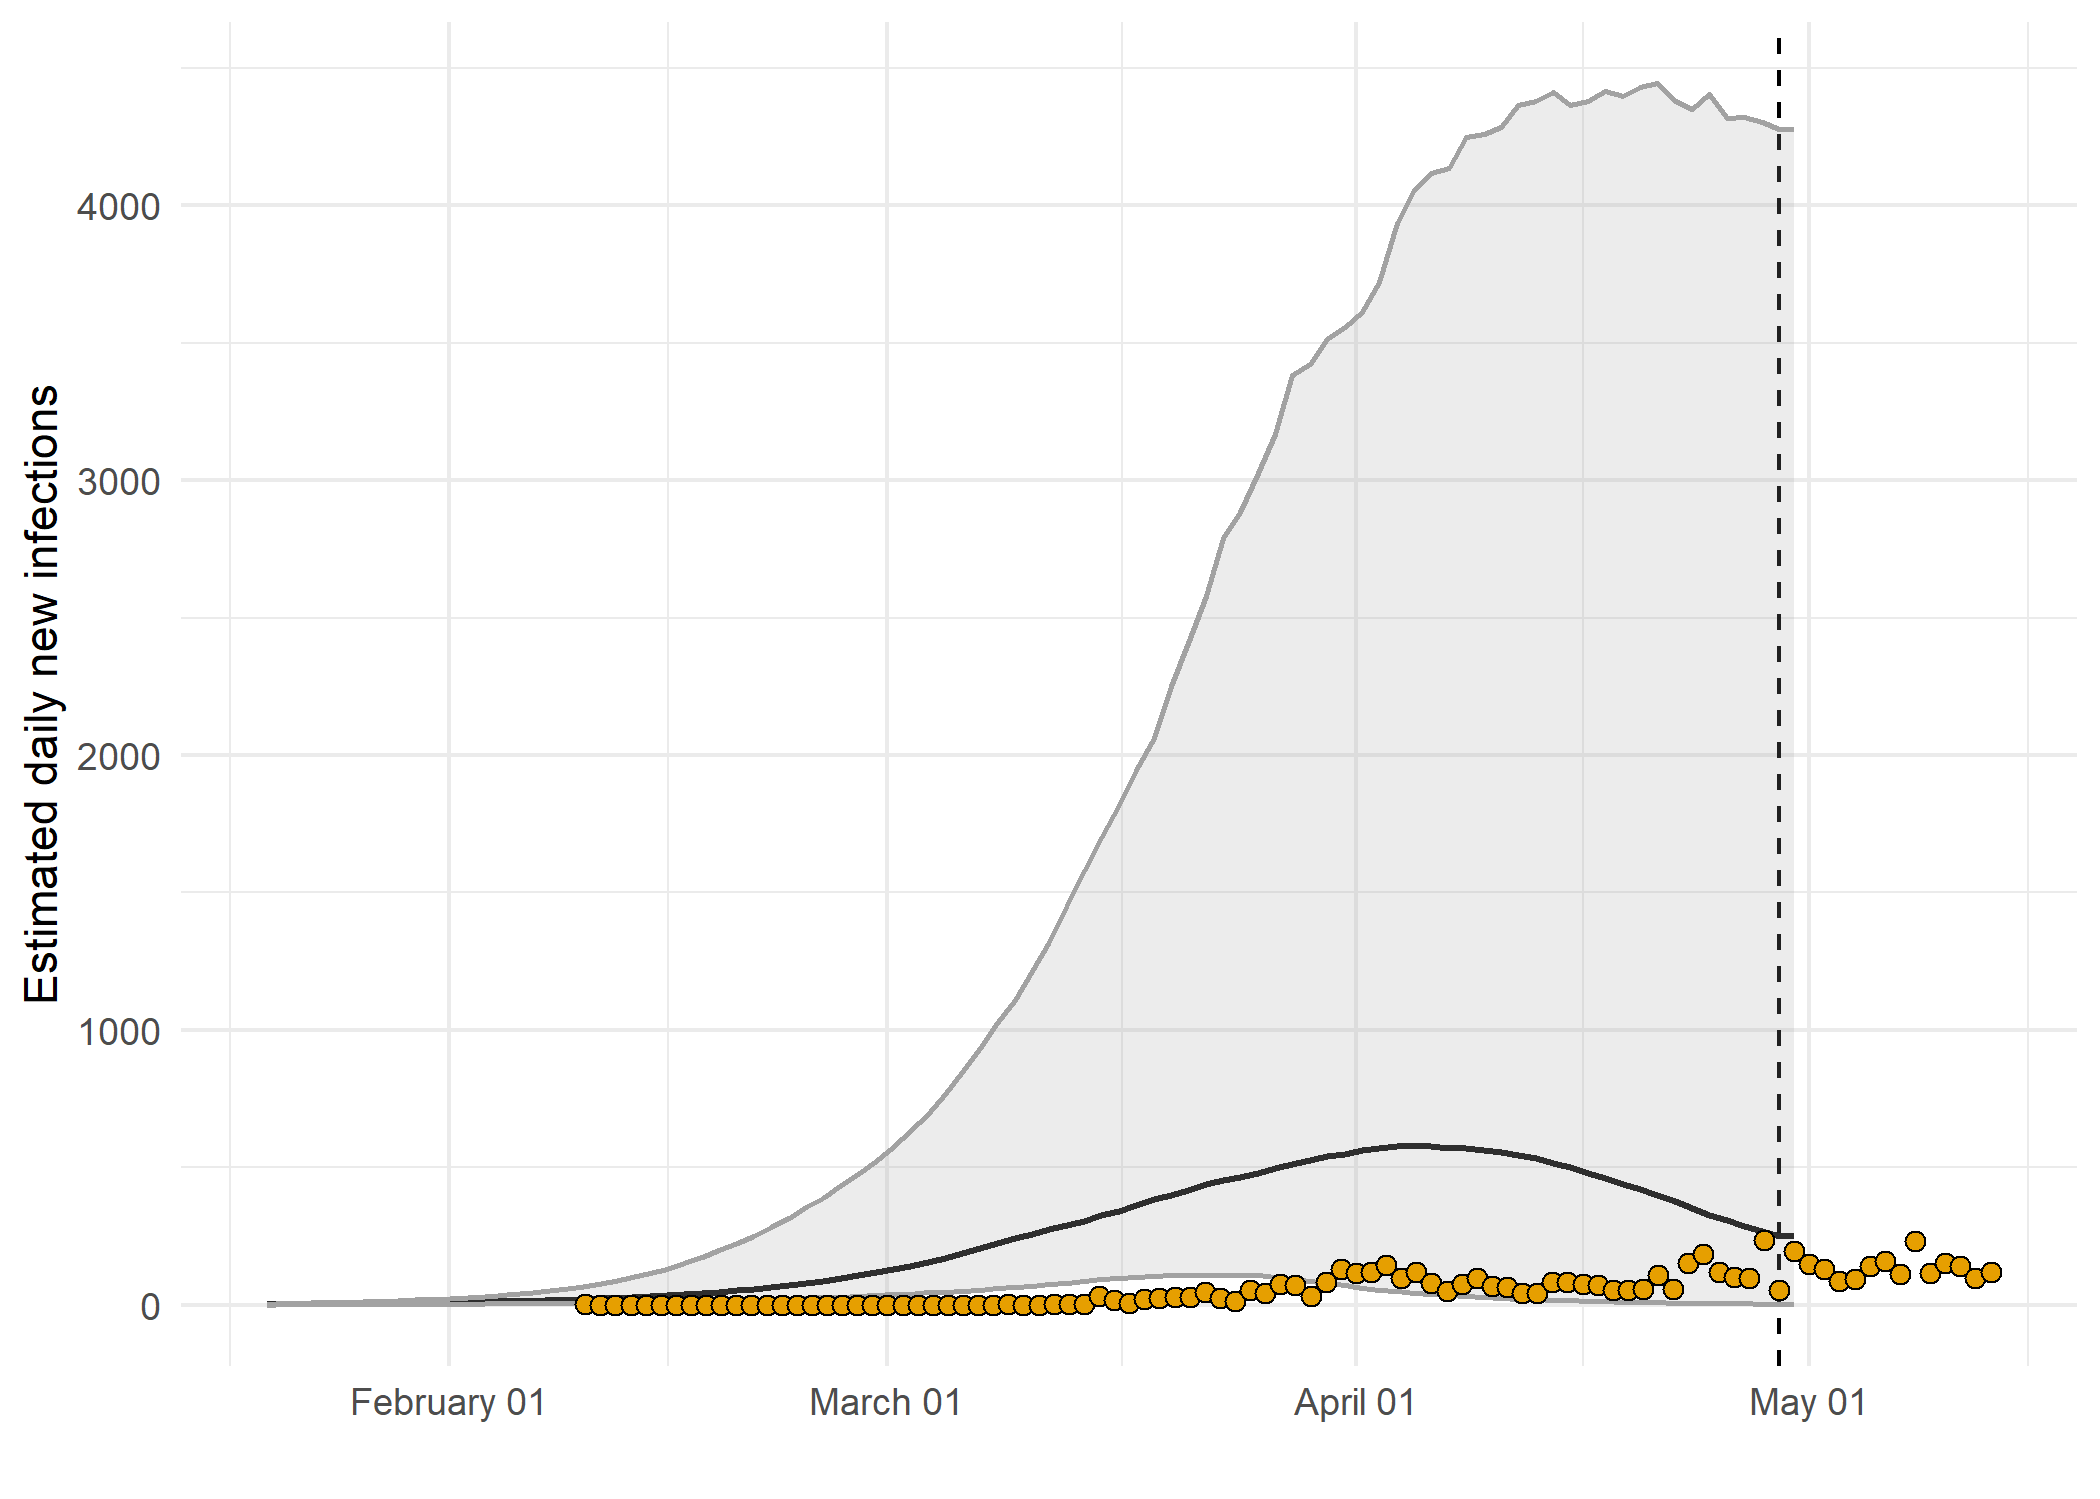 Estimated daily new infections
4000
3000
2000
1000
0
February 01
March 01
April 01
May 01